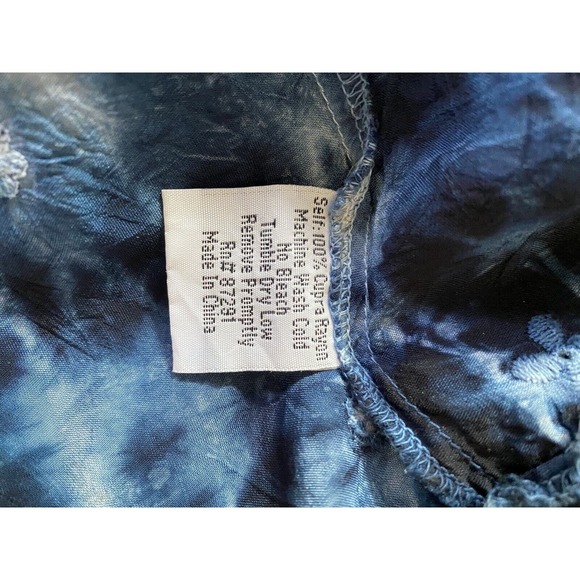 Self: 100% Cupra Rayon
Machine Wash Cold
No Bleach
Tumble Dry Low
Remove Promptly
Rn# 87291
Made In China